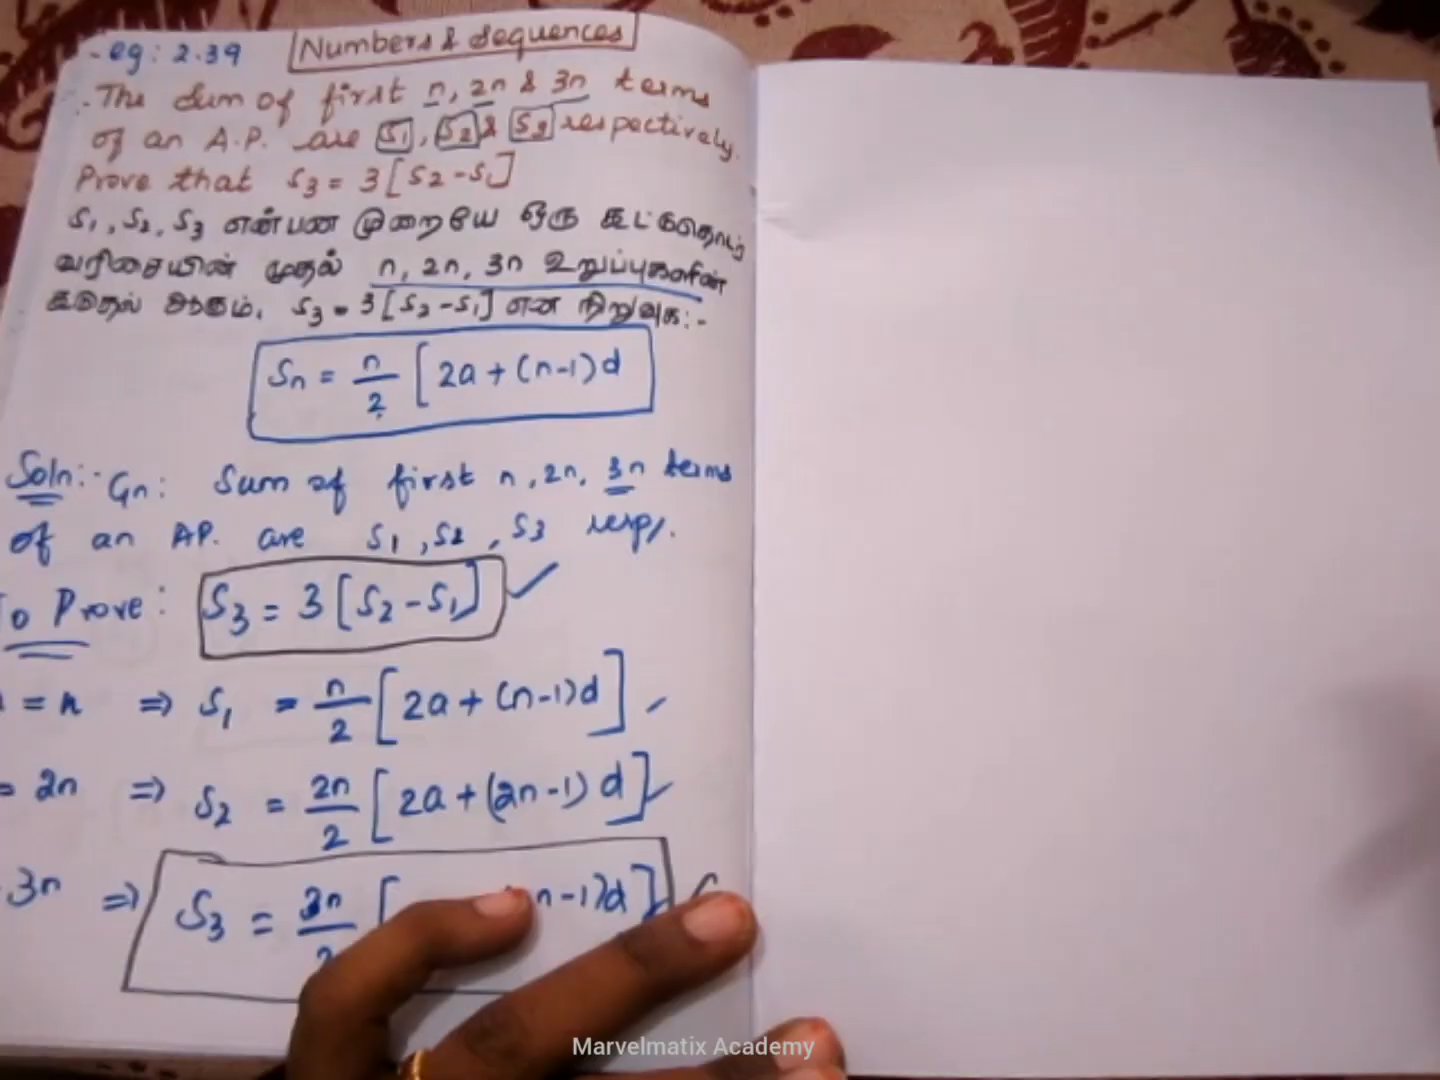 eg: 2.39 Numbers & Sequences
The Sum of first n, 2n & 3n terms
of an A.P. are S1, S2 & S3 respectively.
Prove that S3 = 3[S2 - S1]
S1, S2, S3 என்பன முறையே ஒரு கூட்டுத்தொடர்
வரிசையின் முதல் n, 2n, 3n உறுப்புகளின்
கூடுதல் ஆகும். S3 = 3[S2 - S1] என நிறுவுக:-
Sn = n/2 [2a + (n-1)d
Soln:- Gn: Sum of first n, 2n, 3n terms
of an AP. are S1, S2, S3 resp/.
To Prove: S3 = 3[S2 - S1]
= n ⇒ S1 = n/2 [2a + (n-1)d]
= 2n ⇒ S2 = 2n/2 [2a + (2n-1)d]
3n ⇒ S3 = 3n/2 [ n-1)d]
Marvelmatix Academy